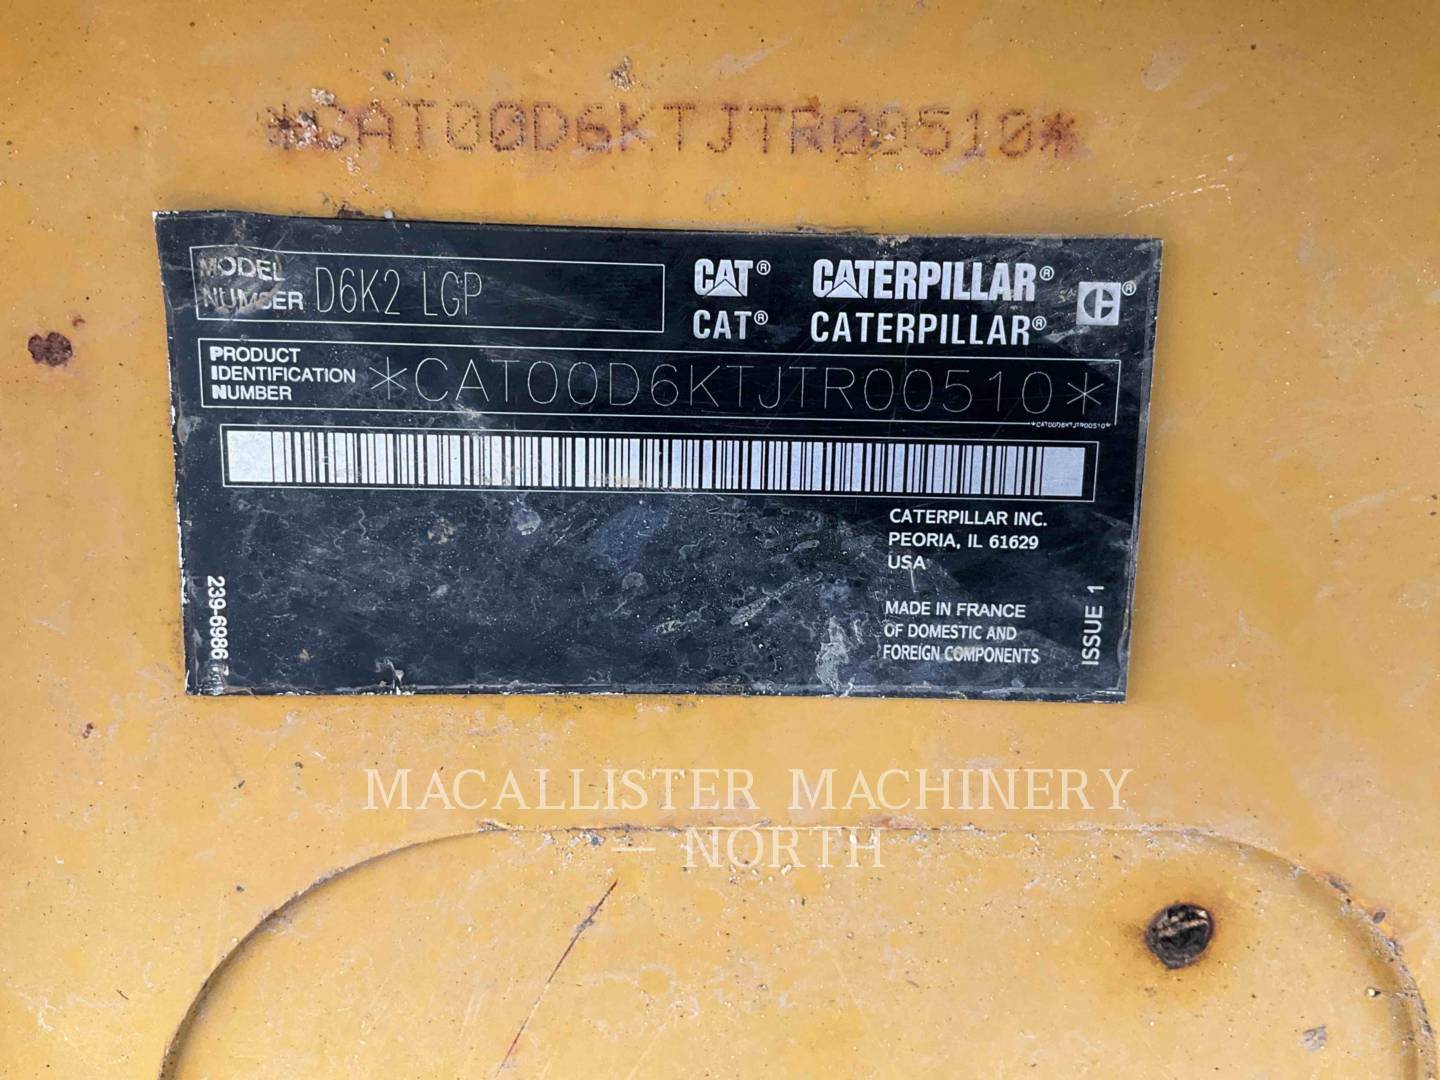 *CAT00D6KTJTR00510*
MODEL NUMBER D6K2 LGP
CAT® CATERPILLAR®
CAT® CATERPILLAR®
PRODUCT IDENTIFICATION NUMBER *CAT00D6KTJTR00510*
*CAT00D6KTJTR00510*
CATERPILLAR INC.
PEORIA, IL 61629
USA
MADE IN FRANCE
OF DOMESTIC AND
FOREIGN COMPONENTS
239-6986
ISSUE 1
MACALLISTER MACHINERY
— NORTH